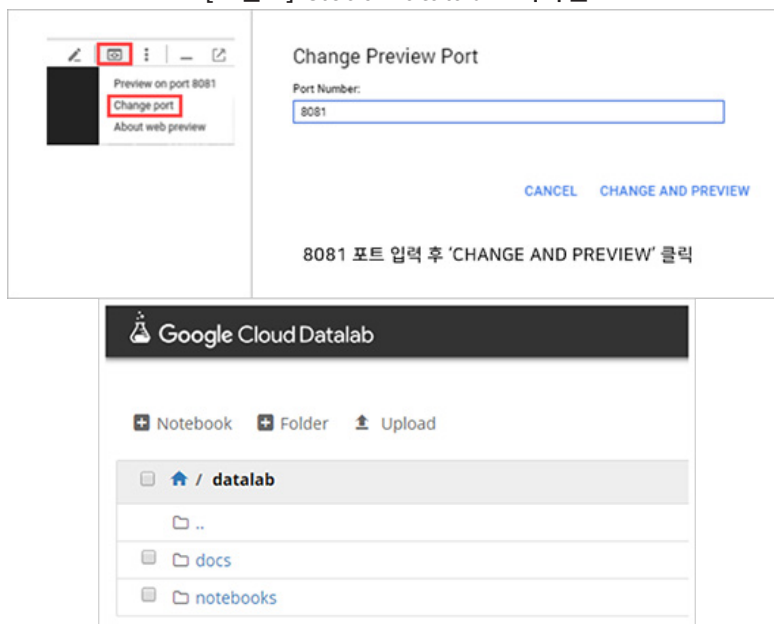 Preview on port 8081
Change port
About web preview
Change Preview Port
Port Number:
8081
CANCEL CHANGE AND PREVIEW
8081 포트 입력 후 ‘CHANGE AND PREVIEW’ 클릭
Google Cloud Datalab
Notebook Folder Upload
/ datalab
..
docs
notebooks